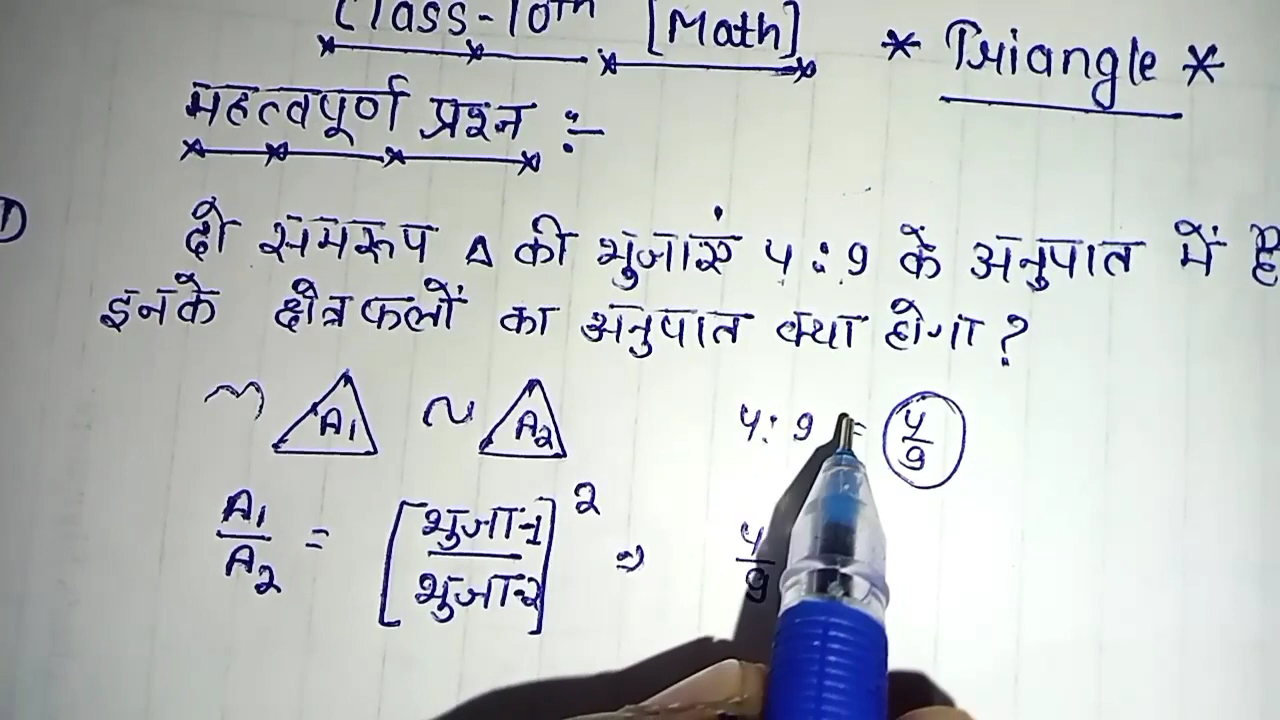 Class-10th [Math] * Triangle *
महत्वपूर्ण प्रश्न :-
1) दो समरूप Δ की भुजाएं 4 : 9 के अनुपात में है
इनके क्षेत्रफलों का अनुपात क्या होगा ?
~ A1 ~ A2 4: 9 = 4/9
A1/A2 = [भुजा-1/भुजा-2]² ⇒ 4/9